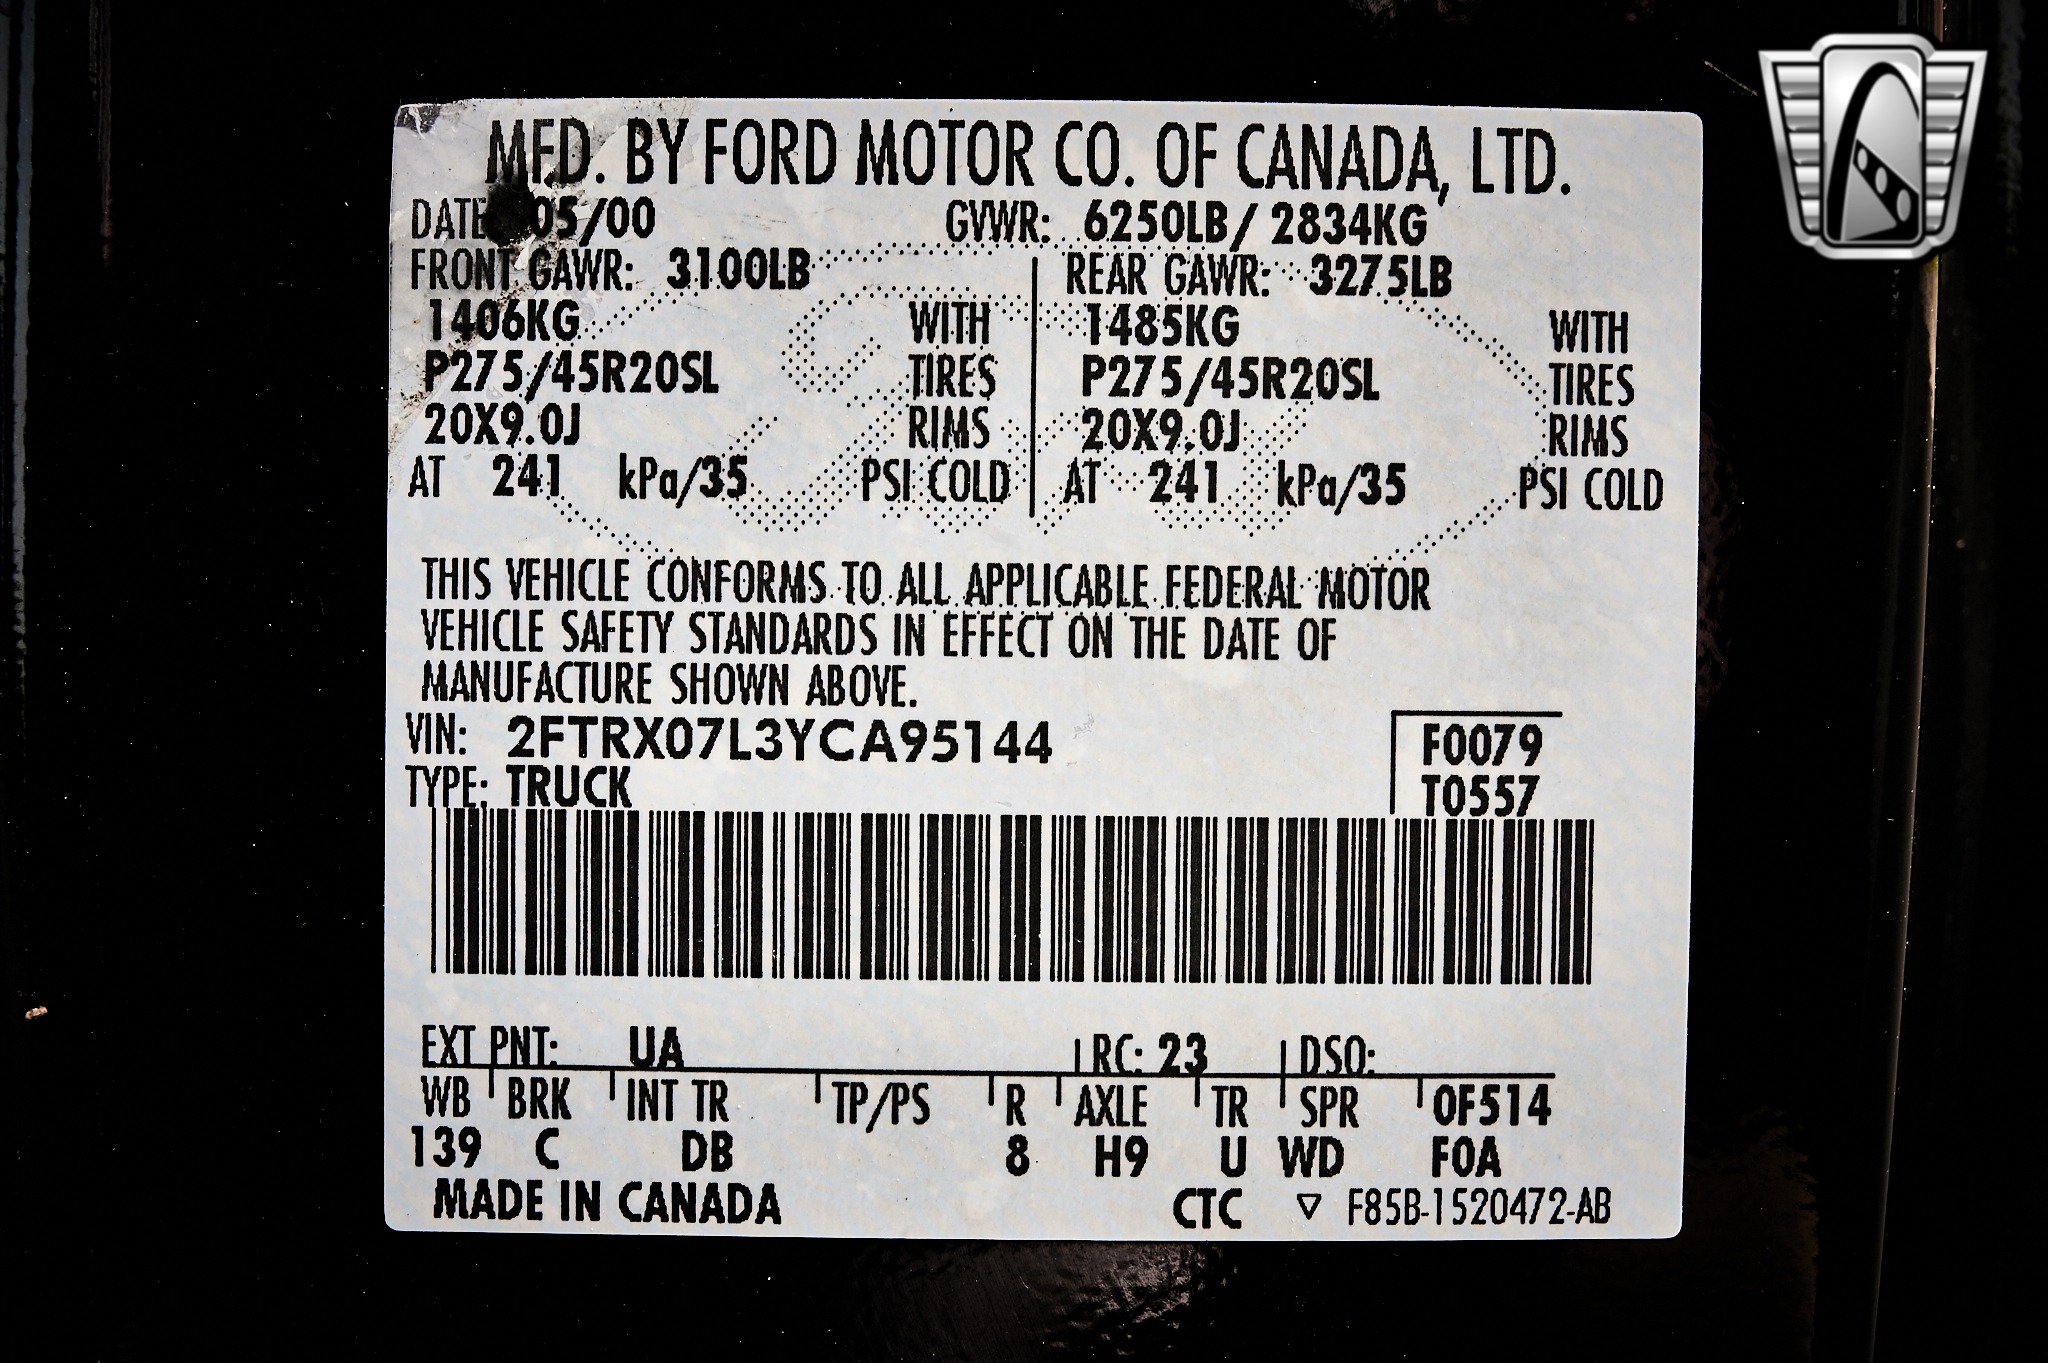 MFD. BY FORD MOTOR CO. OF CANADA, LTD.
DATE: 05/00 GVWR: 6250LB/ 2834KG
FRONT GAWR: 3100LB REAR GAWR: 3275LB
1406KG WITH 1485KG WITH
P275/45R20SL TIRES P275/45R20SL TIRES
20X9.0J RIMS 20X9.0J RIMS
AT 241 kPa/35 PSI COLD AT 241 kPa/35 PSI COLD
THIS VEHICLE CONFORMS TO ALL APPLICABLE FEDERAL MOTOR
VEHICLE SAFETY STANDARDS IN EFFECT ON THE DATE OF
MANUFACTURE SHOWN ABOVE.
VIN: 2FTRX07L3YCA95144 F0079
TYPE: TRUCK T0557
EXT PNT: UA RC: 23 DSO:
WB BRK INT TR TP/PS R AXLE TR SPR 0F514
139 C DB 8 H9 U WD F0A
MADE IN CANADA CTC ▽ F85B-1520472-AB